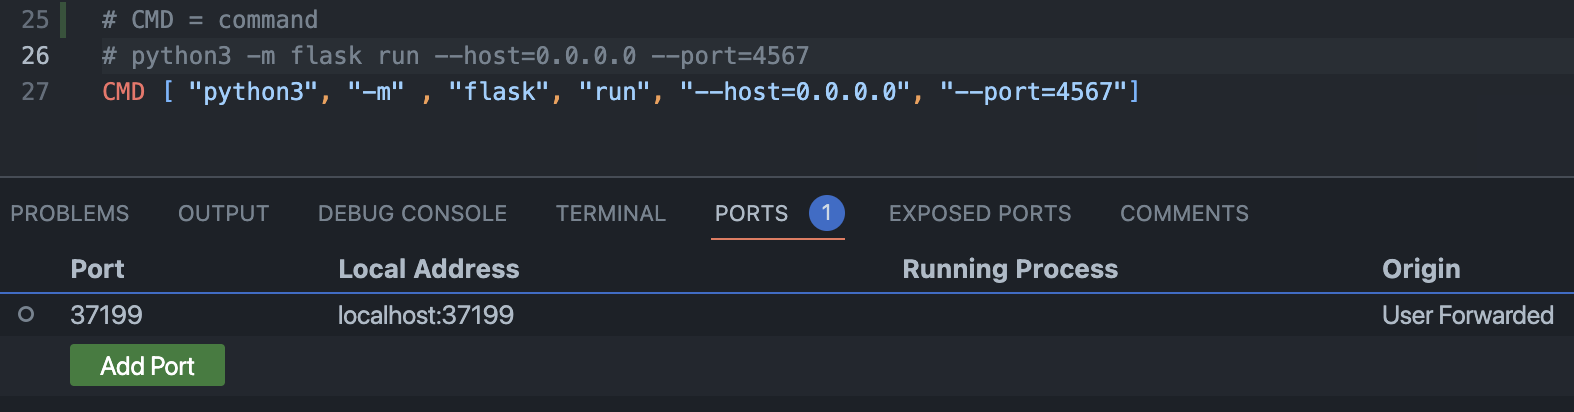 25 # CMD = command
26 # python3 -m flask run --host=0.0.0.0 --port=4567
27 CMD [ "python3", "-m" , "flask", "run", "--host=0.0.0.0", "--port=4567"]
PROBLEMS OUTPUT DEBUG CONSOLE TERMINAL PORTS 1 EXPOSED PORTS COMMENTS
Port Local Address Running Process Origin
37199 localhost:37199 User Forwarded
Add Port